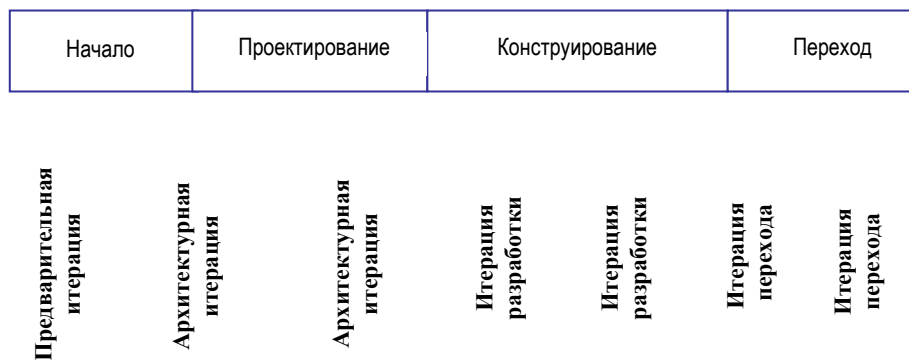 Начало
Проектирование
Конструирование
Переход
Предварительная
итерация
Архитектурная
итерация
Архитектурная
итерация
Итерация
разработки
Итерация
разработки
Итерация
перехода
Итерация
перехода